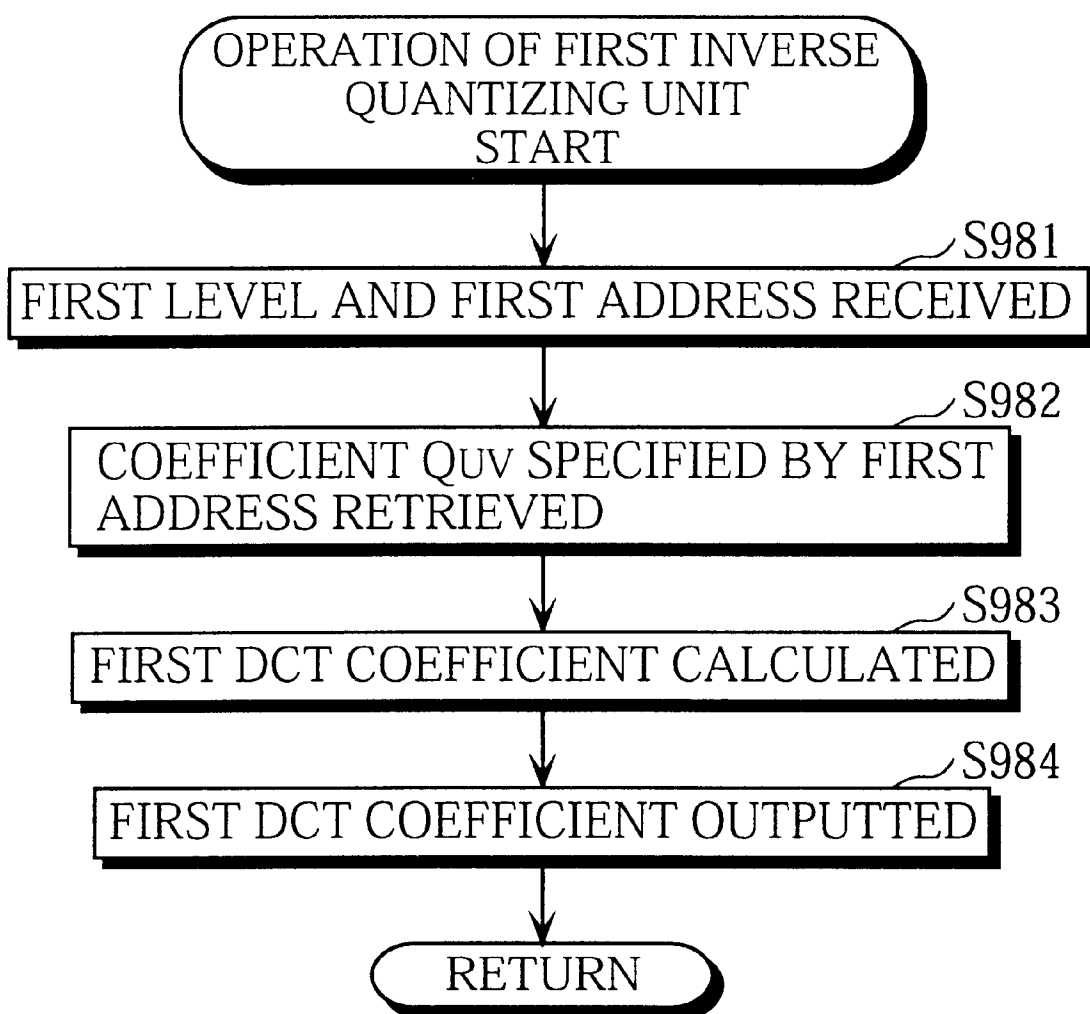 OPERATION OF FIRST INVERSE
QUANTIZING UNIT
START
S981
FIRST LEVEL AND FIRST ADDRESS RECEIVED
S982
COEFFICIENT QUV SPECIFIED BY FIRST
ADDRESS RETRIEVED
S983
FIRST DCT COEFFICIENT CALCULATED
S984
FIRST DCT COEFFICIENT OUTPUTTED
RETURN